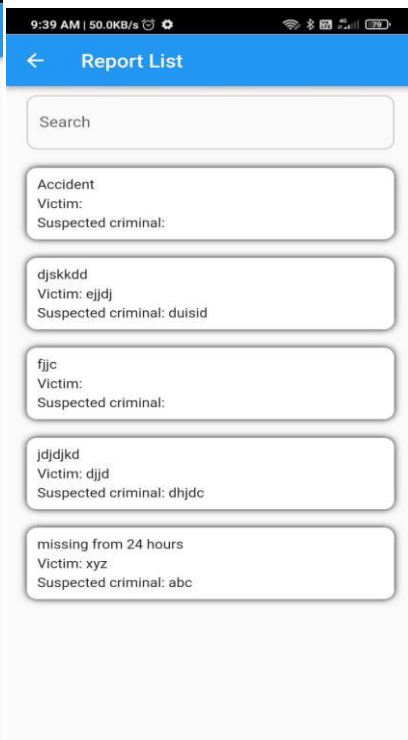 9:39 AM | 50.0KB/s
79
Report List
Search
Accident
Victim:
Suspected criminal:
djskkdd
Victim: ejjdj
Suspected criminal: duisid
fjjc
Victim:
Suspected criminal:
jdjdjkd
Victim: djjd
Suspected criminal: dhjdc
missing from 24 hours
Victim: xyz
Suspected criminal: abc